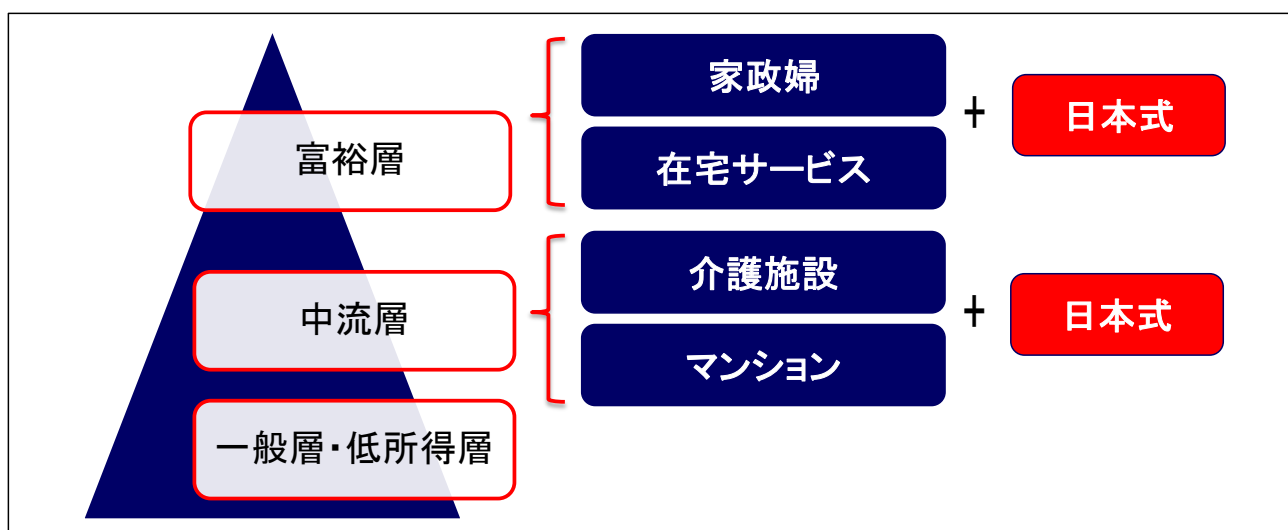 富裕層
家政婦
在宅サービス
+
日本式
中流層
介護施設
マンション
+
日本式
一般層・低所得層